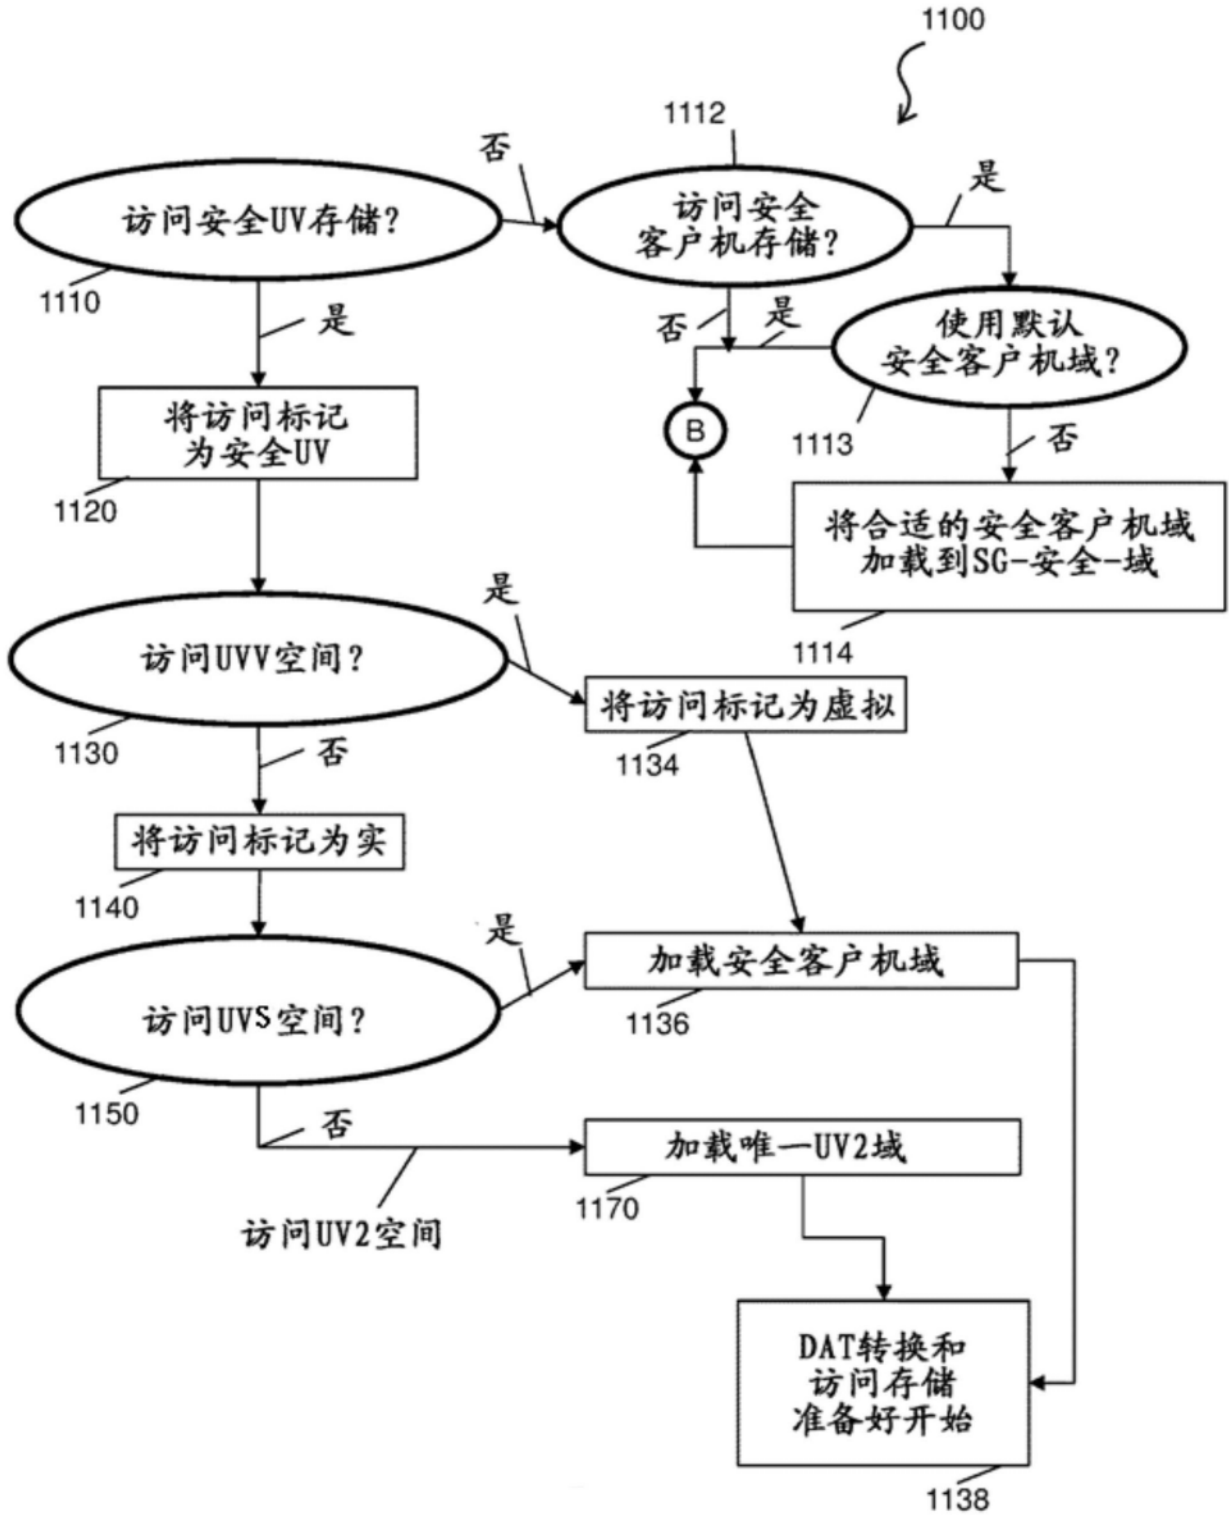 1100
1112
否
是
访问安全UV存储?
访问安全
客户机存储?
1110
是
否
是
使用默认
安全客户机域?
1113
将访问标记
为安全UV
1120
B
否
将合适的安全客户机域
加载到SG-安全-域
1114
访问UVV空间?
是
1130
否
将访问标记为虚拟
1134
将访问标记为实
1140
是
加载安全客户机域
1136
访问UVS空间?
1150
否
加载唯一UV2域
1170
访问UV2空间
DAT转换和
访问存储
准备好开始
1138